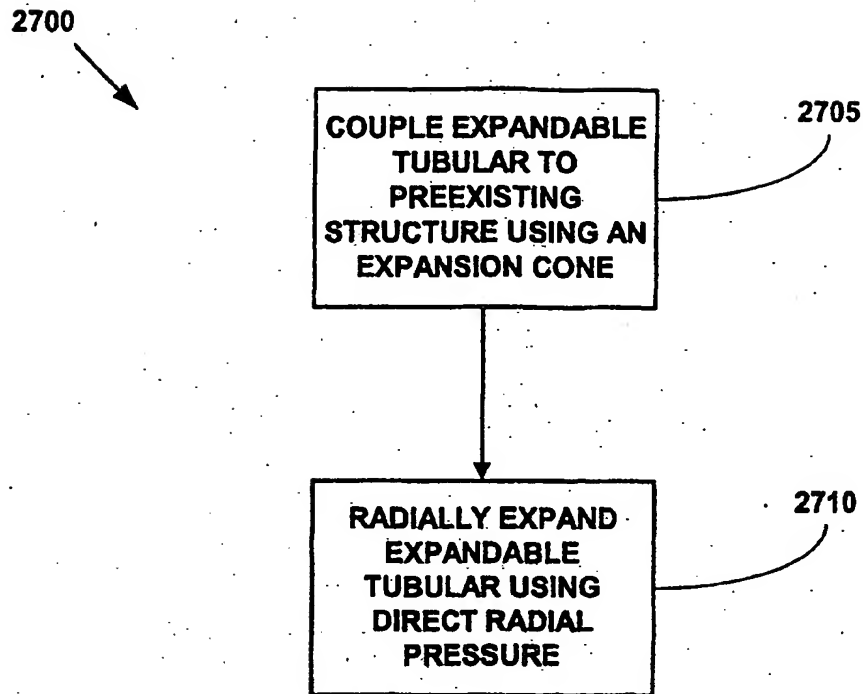 2700
COUPLE EXPANDABLE
TUBULAR TO
PREEXISTING
STRUCTURE USING AN
EXPANSION CONE
2705
RADIALLY EXPAND
EXPANDABLE
TUBULAR USING
DIRECT RADIAL
PRESSURE
2710